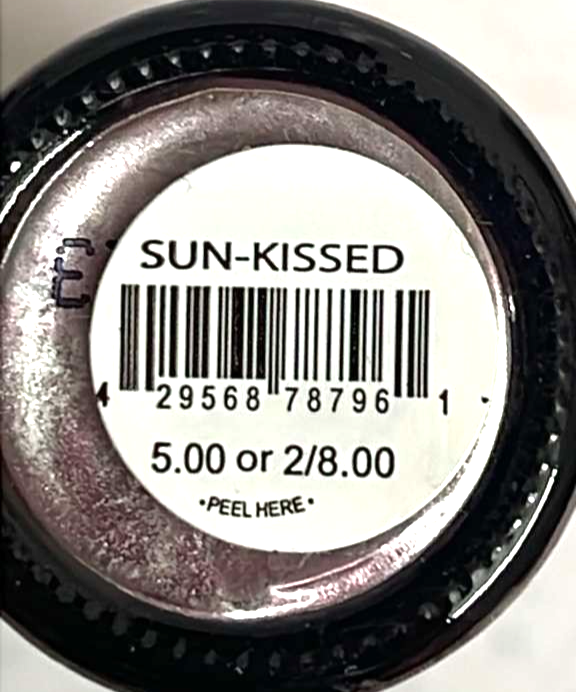 SUN-KISSED
4 29568 78796 1
5.00 or 2/8.00
•PEEL HERE•